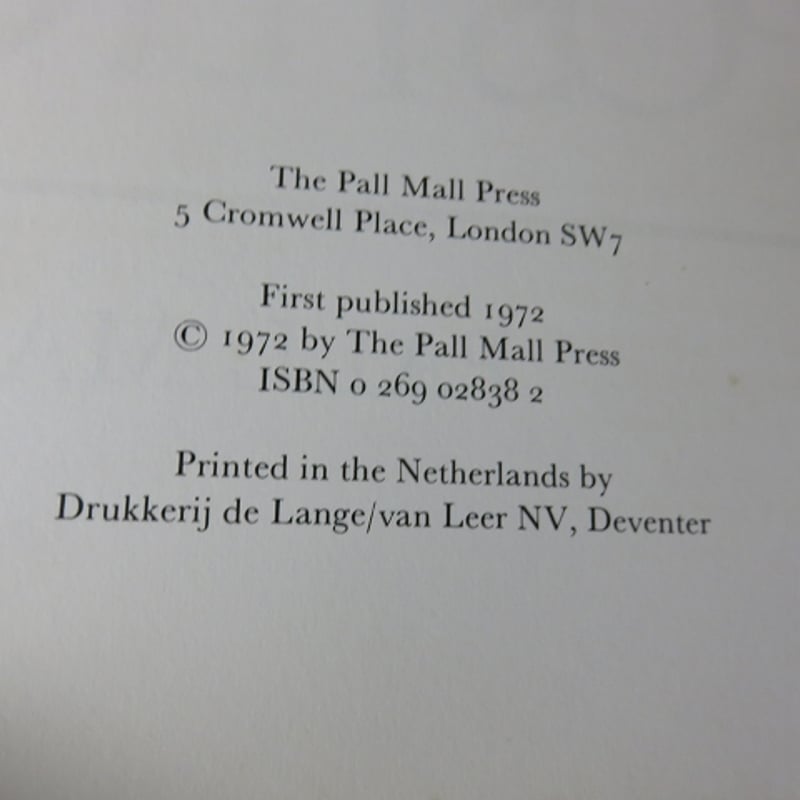 The Pall Mall Press
5 Cromwell Place, London SW7
First published 1972
© 1972 by The Pall Mall Press
ISBN 0 269 02838 2
Printed in the Netherlands by
Drukkerij de Lange/van Leer NV, Deventer